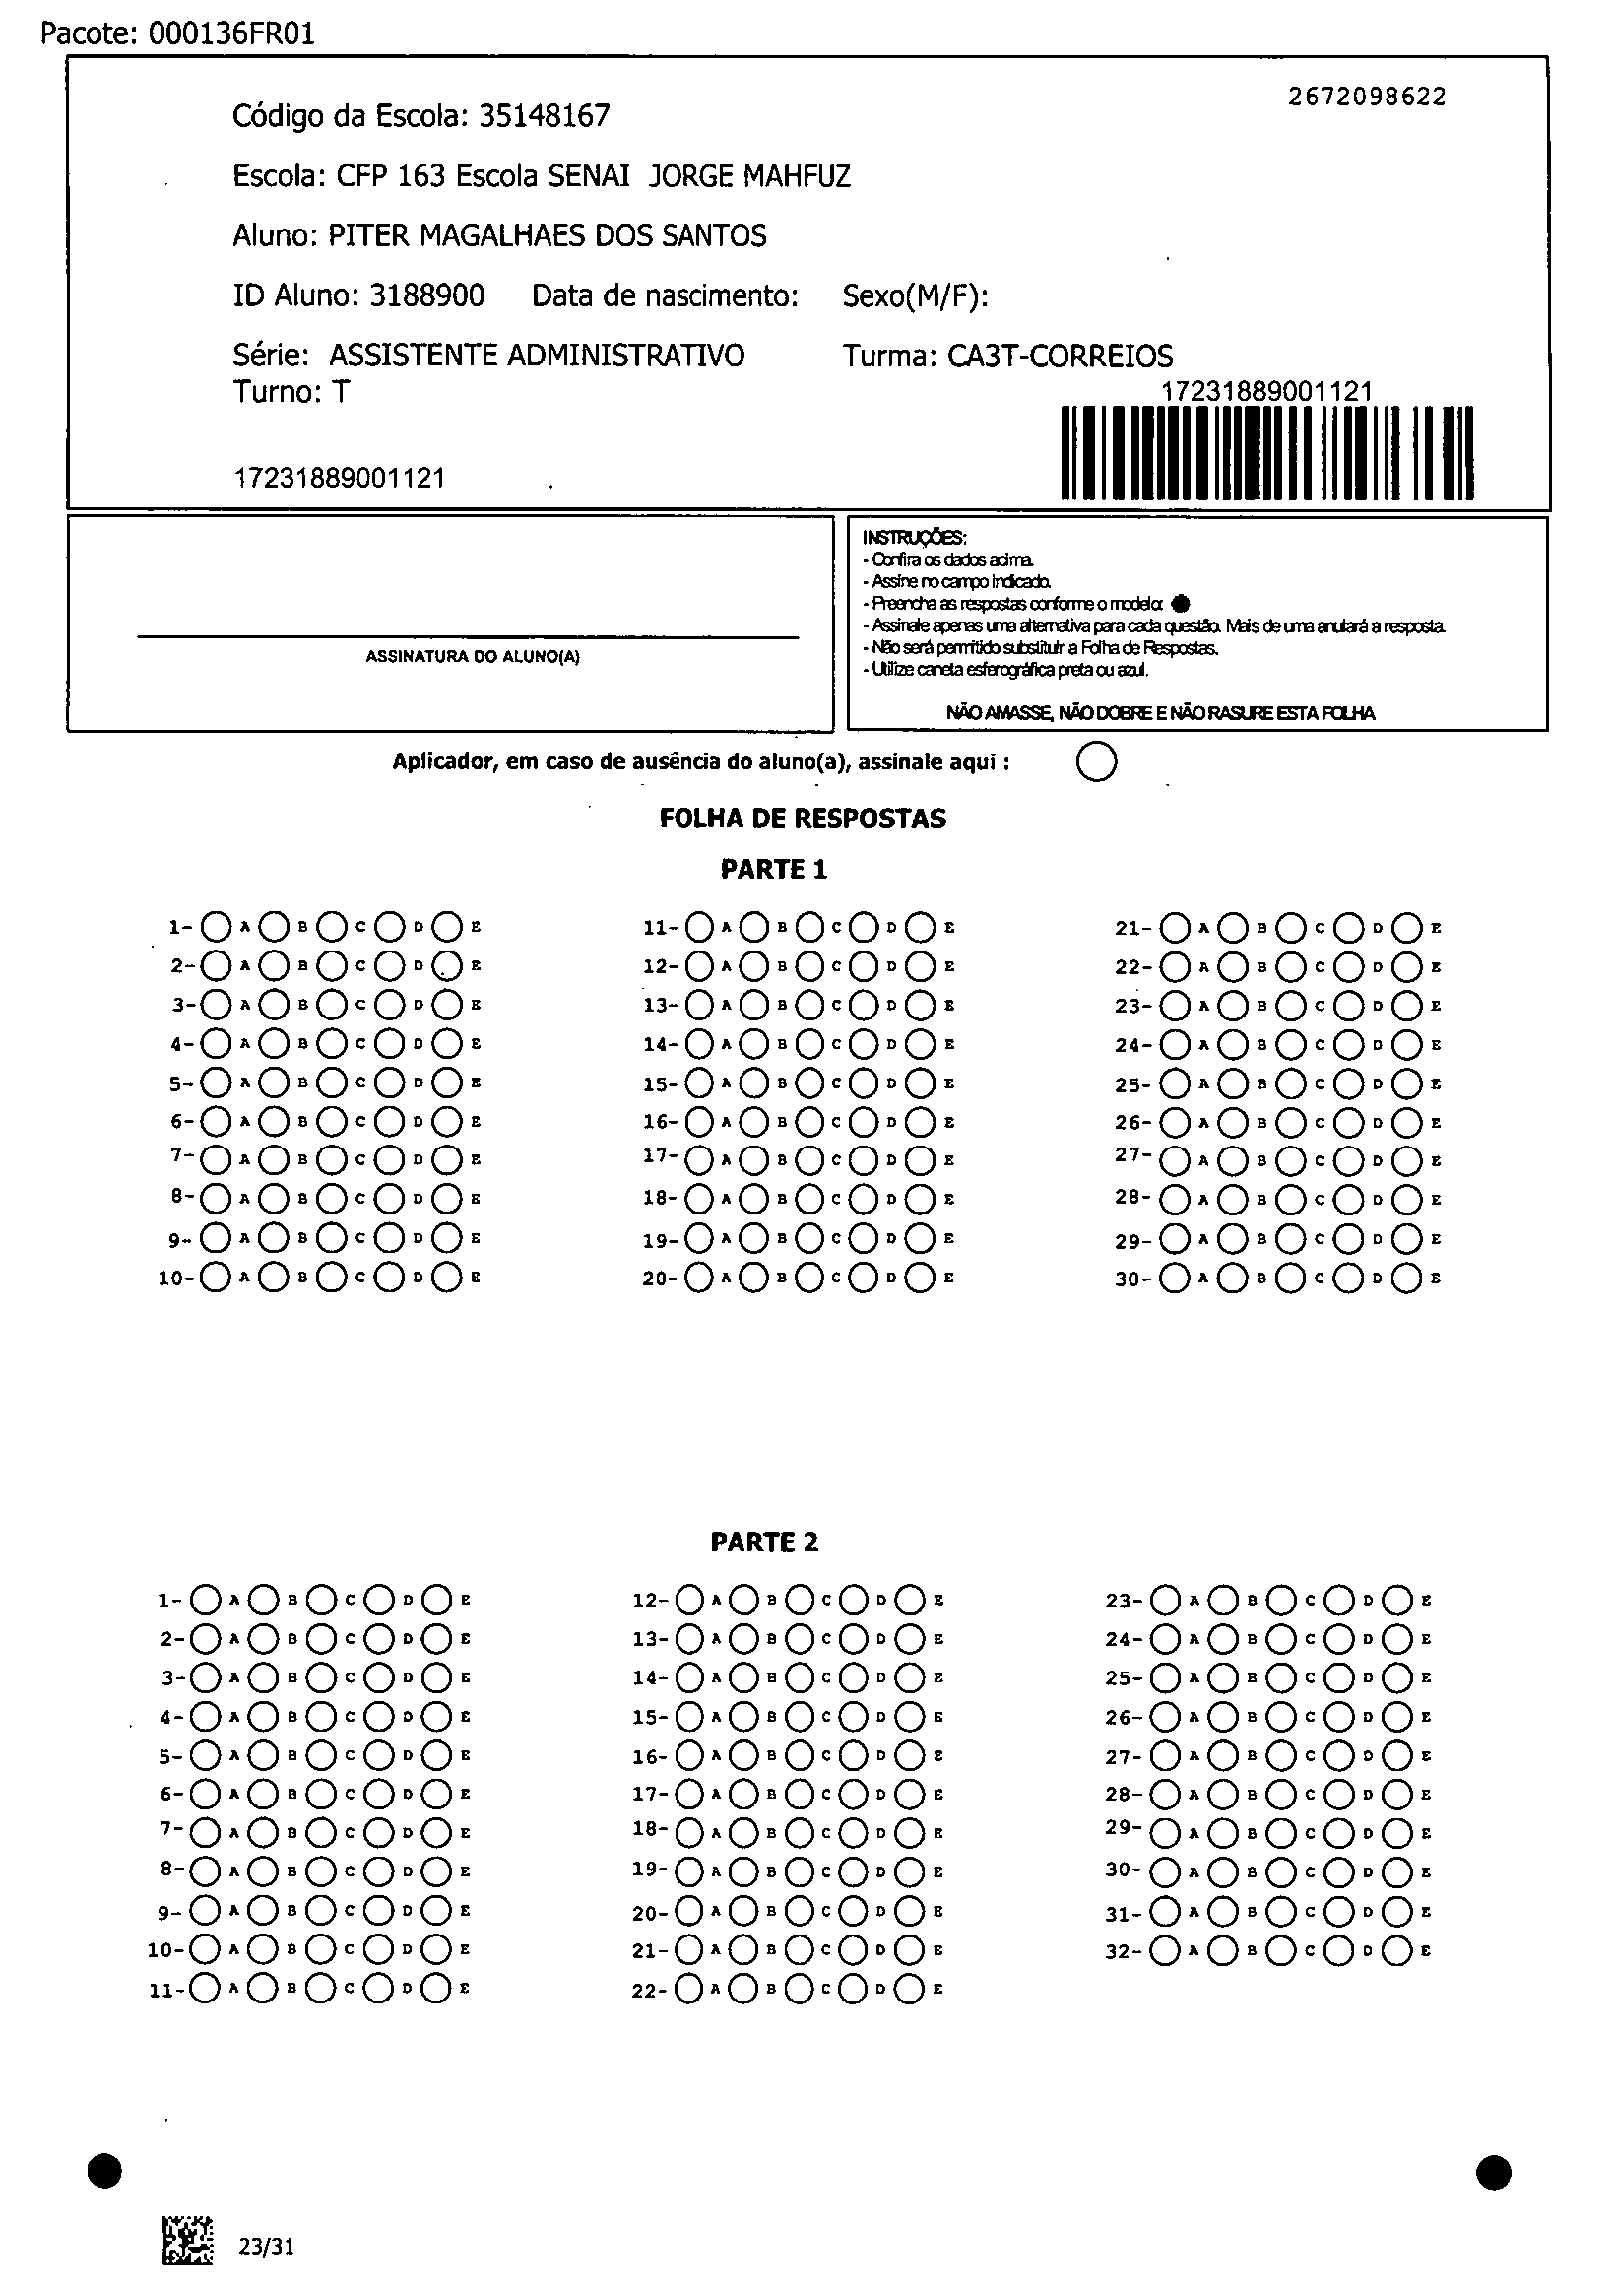 Pacote: 000136FR01
2672098622
Código da Escola: 35148167
Escola: CFP 163 Escola SENAI JORGE MAHFUZ
Aluno: PITER MAGALHAES DOS SANTOS
ID Aluno: 3188900 Data de nascimento: Sexo(M/F):
Série: ASSISTENTE ADMINISTRATIVO Turma: CA3T-CORREIOS
Turno: T
17231889001121
17231889001121
ASSINATURA DO ALUNO(A)
INSTRUÇÕES:
- Confira os dados acima.
- Assine no campo indicado.
- Preencha as respostas conforme o modelo:
- Assinale apenas uma alternativa para cada questão. Mais de uma anulará a resposta.
- Não será permitido substituir a Folha de Respostas.
- Utilize caneta esferográfica preta ou azul.
NÃO AMASSE, NÃO DOBRE E NÃO RASURE ESTA FOLHA
Aplicador, em caso de ausência do aluno(a), assinale aqui :
FOLHA DE RESPOSTAS
PARTE 1
1- A B C D E 11- A B C D E 21- A B C D E
2- A B C D E 12- A B C D E 22- A B C D E
3- A B C D E 13- A B C D E 23- A B C D E
4- A B C D E 14- A B C D E 24- A B C D E
5- A B C D E 15- A B C D E 25- A B C D E
6- A B C D E 16- A B C D E 26- A B C D E
7- A B C D E 17- A B C D E 27- A B C D E
8- A B C D E 18- A B C D E 28- A B C D E
9- A B C D E 19- A B C D E 29- A B C D E
10- A B C D E 20- A B C D E 30- A B C D E
PARTE 2
1- A B C D E 12- A B C D E 23- A B C D E
2- A B C D E 13- A B C D E 24- A B C D E
3- A B C D E 14- A B C D E 25- A B C D E
4- A B C D E 15- A B C D E 26- A B C D E
5- A B C D E 16- A B C D E 27- A B C D E
6- A B C D E 17- A B C D E 28- A B C D E
7- A B C D E 18- A B C D E 29- A B C D E
8- A B C D E 19- A B C D E 30- A B C D E
9- A B C D E 20- A B C D E 31- A B C D E
10- A B C D E 21- A B C D E 32- A B C D E
11- A B C D E 22- A B C D E
23/31